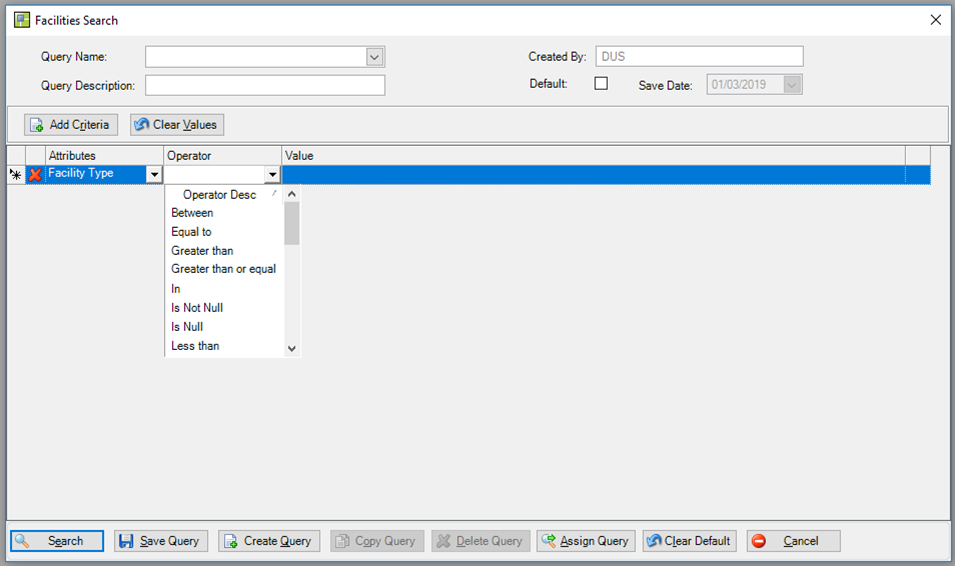 Facilities Search
Query Name:
Created By: DUS
Query Description:
Default:
Save Date: 01/03/2019
Add Criteria
Clear Values
Attributes Operator Value
Facility Type
Operator Desc
Between
Equal to
Greater than
Greater than or equal
In
Is Not Null
Is Null
Less than
Search Save Query Create Query Copy Query Delete Query Assign Query Clear Default Cancel